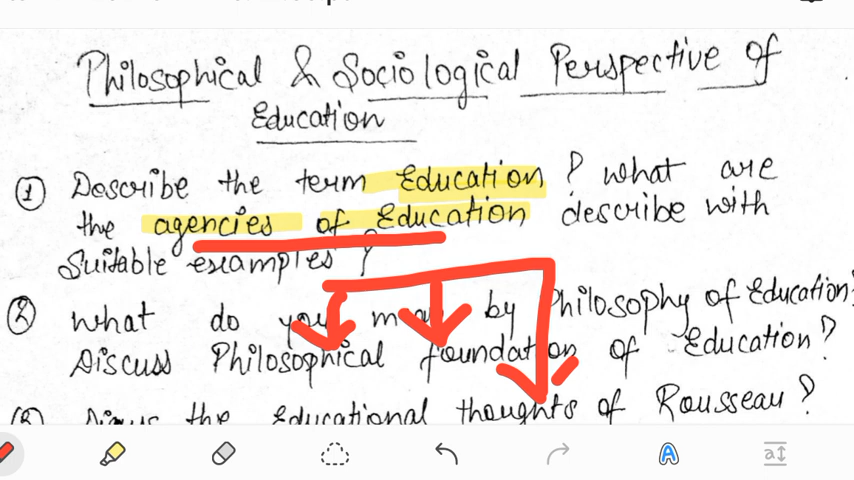 Philosophical & Sociological Perspective of
Education
① Describe the term Education ? what are
the agencies of Education describe with
Suitable examples ?
② What do you by Philosophy of Education?
Discuss Philosophical foundation of Education?
the Educational thoughts of Rousseau ?